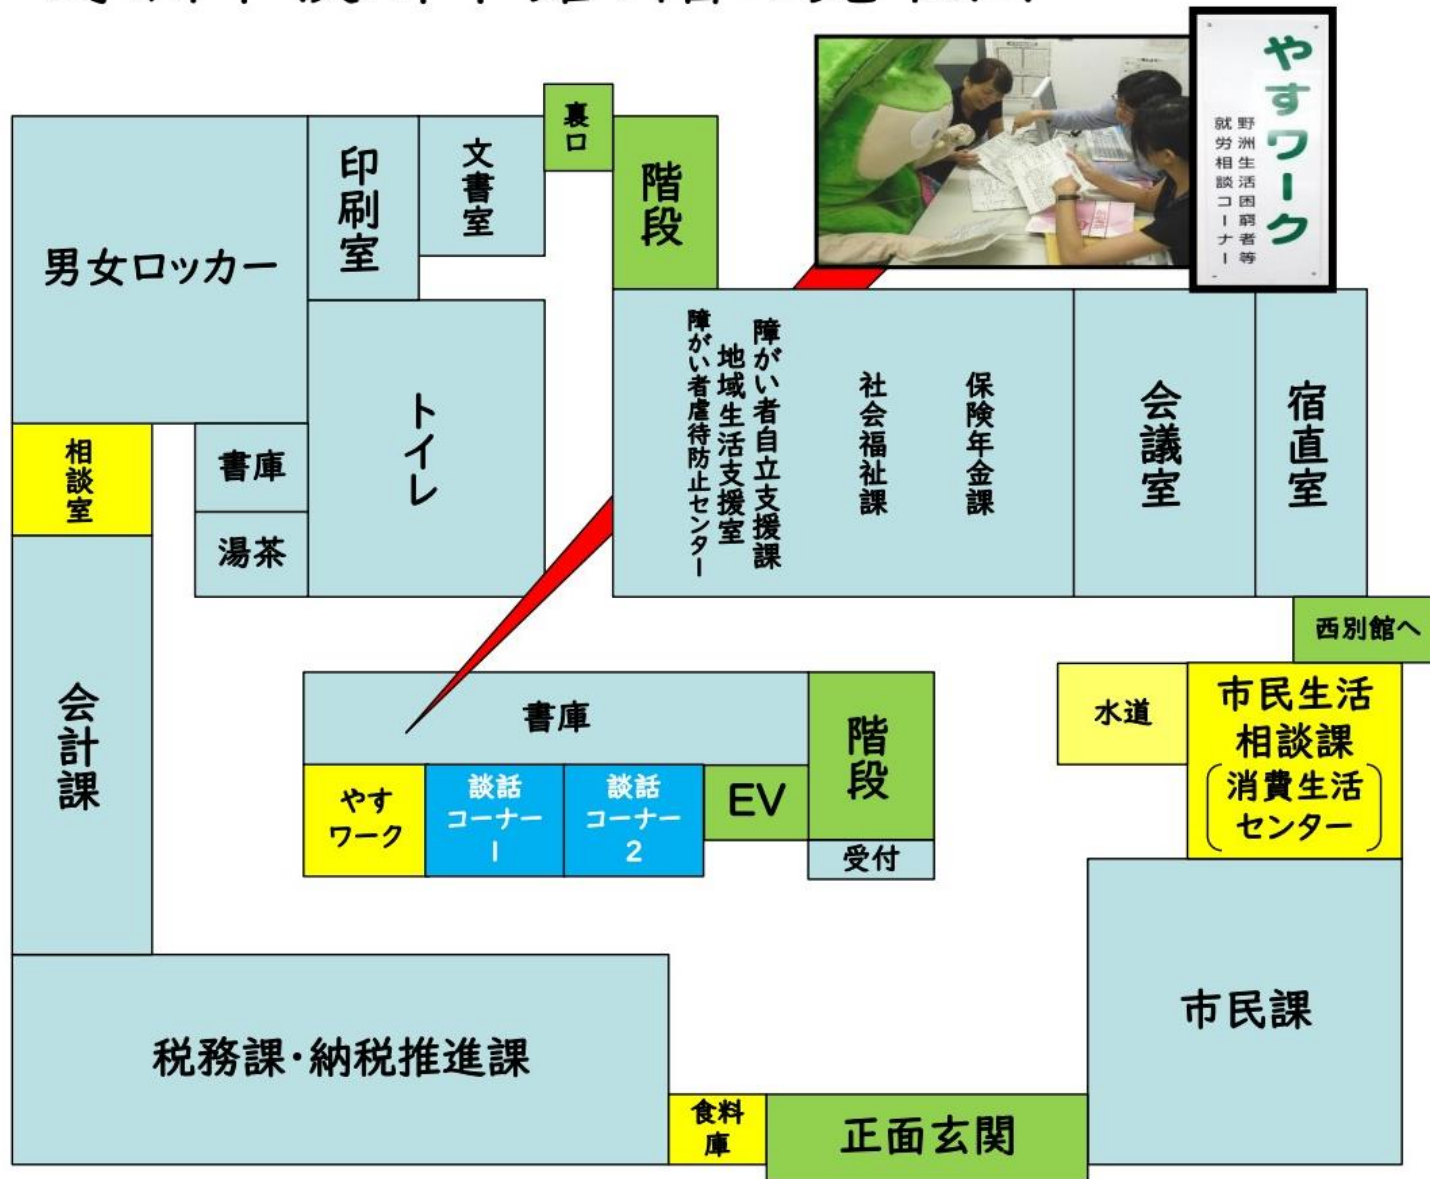 やすワーク
野洲生活困窮者等
就労相談コーナー
裏口
階段
文書室
印刷室
男女ロッカー
トイレ
障がい者自立支援課
地域生活支援室
障がい者虐待防止センター
社会福祉課
保険年金課
会議室
宿直室
相談室
書庫
湯茶
西別館へ
会計課
書庫
階段
水道
市民生活
相談課
消費生活
センター
やす
ワーク
談話
コーナー
1
談話
コーナー
2
EV
受付
市民課
税務課・納税推進課
食料
庫
正面玄関